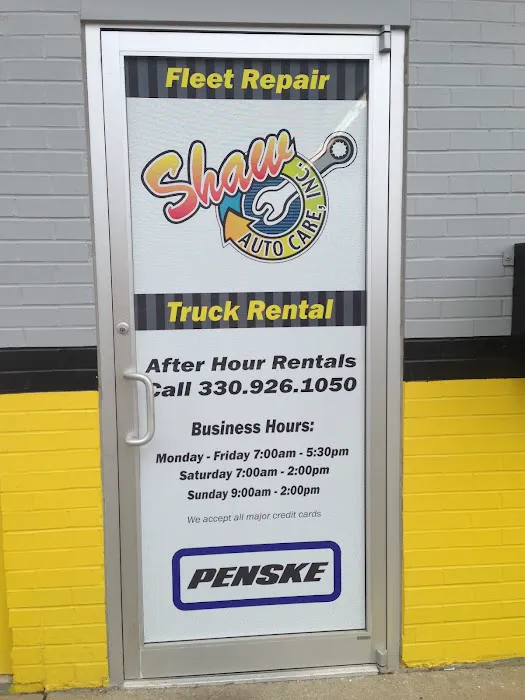 Fleet Repair
Shaw
AUTO CARE, INC.
Truck Rental
After Hour Rentals
Call 330.926.1050
Business Hours:
Monday - Friday 7:00am - 5:30pm
Saturday 7:00am - 2:00pm
Sunday 9:00am - 2:00pm
We accept all major credit cards
PENSKE